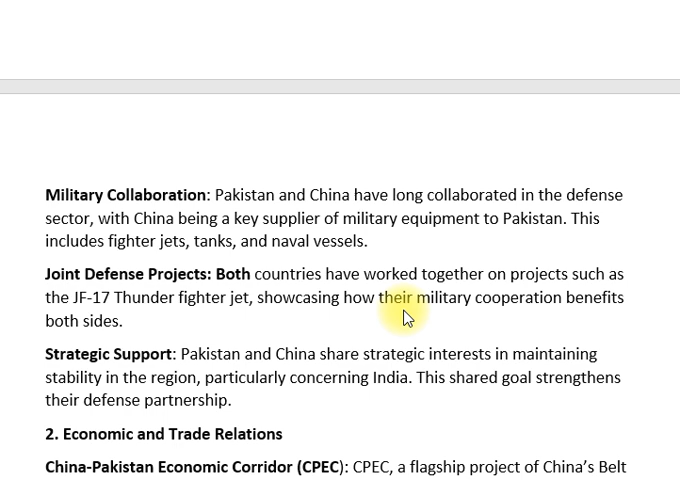 Military Collaboration: Pakistan and China have long collaborated in the defense
sector, with China being a key supplier of military equipment to Pakistan. This
includes fighter jets, tanks, and naval vessels.
Joint Defense Projects: Both countries have worked together on projects such as
the JF-17 Thunder fighter jet, showcasing how their military cooperation benefits
both sides.
Strategic Support: Pakistan and China share strategic interests in maintaining
stability in the region, particularly concerning India. This shared goal strengthens
their defense partnership.
2. Economic and Trade Relations
China-Pakistan Economic Corridor (CPEC): CPEC, a flagship project of China’s Belt